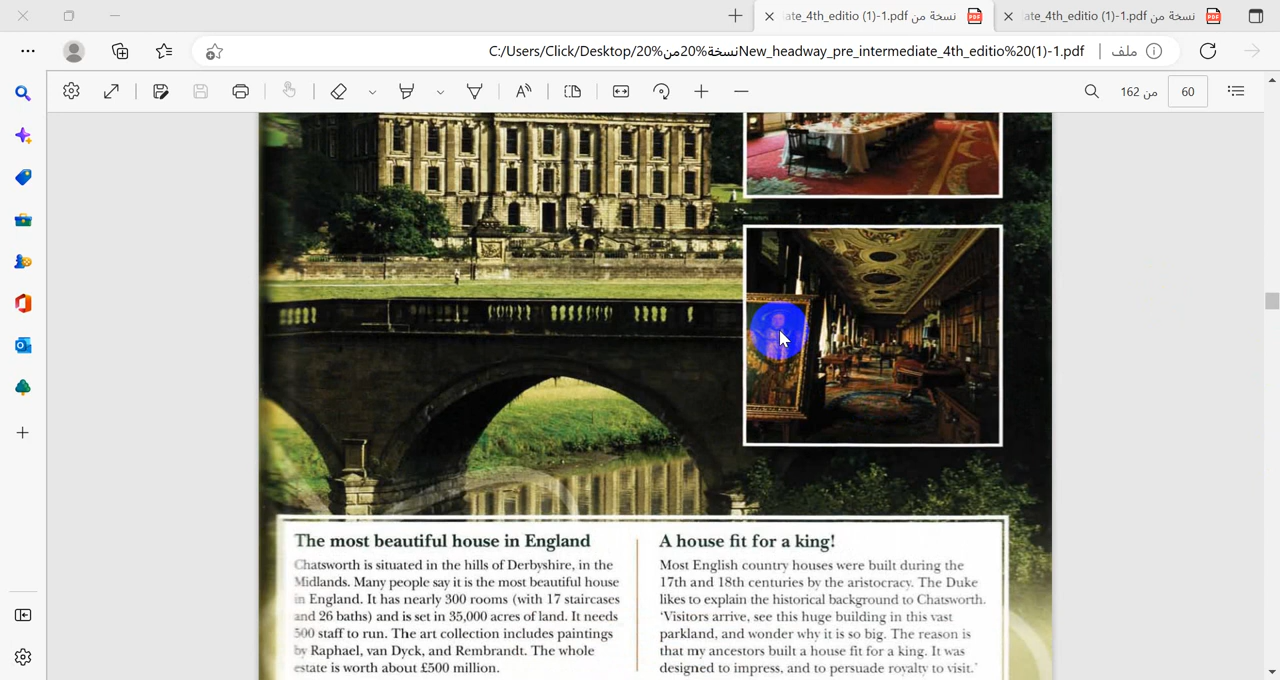 نسخة من ate_4th_editio (1)-1.pdf
نسخة من ate_4th_editio (1)-1.pdf
ملف
C:/Users/Click/Desktop/20%نسخة%20من%20New_headway_pre_intermediate_4th_editio%20(1)-1.pdf
60
من 162
The most beautiful house in England
Chatsworth is situated in the hills of Derbyshire, in the
Midlands. Many people say it is the most beautiful house
in England. It has nearly 300 rooms (with 17 staircases
and 26 baths) and is set in 35,000 acres of land. It needs
500 staff to run. The art collection includes paintings
by Raphael, van Dyck, and Rembrandt. The whole
estate is worth about £500 million.
A house fit for a king!
Most English country houses were built during the
17th and 18th centuries by the aristocracy. The Duke
likes to explain the historical background to Chatsworth.
'Visitors arrive, see this huge building in this vast
parkland, and wonder why it is so big. The reason is
that my ancestors built a house fit for a king. It was
designed to impress, and to persuade royalty to visit.'